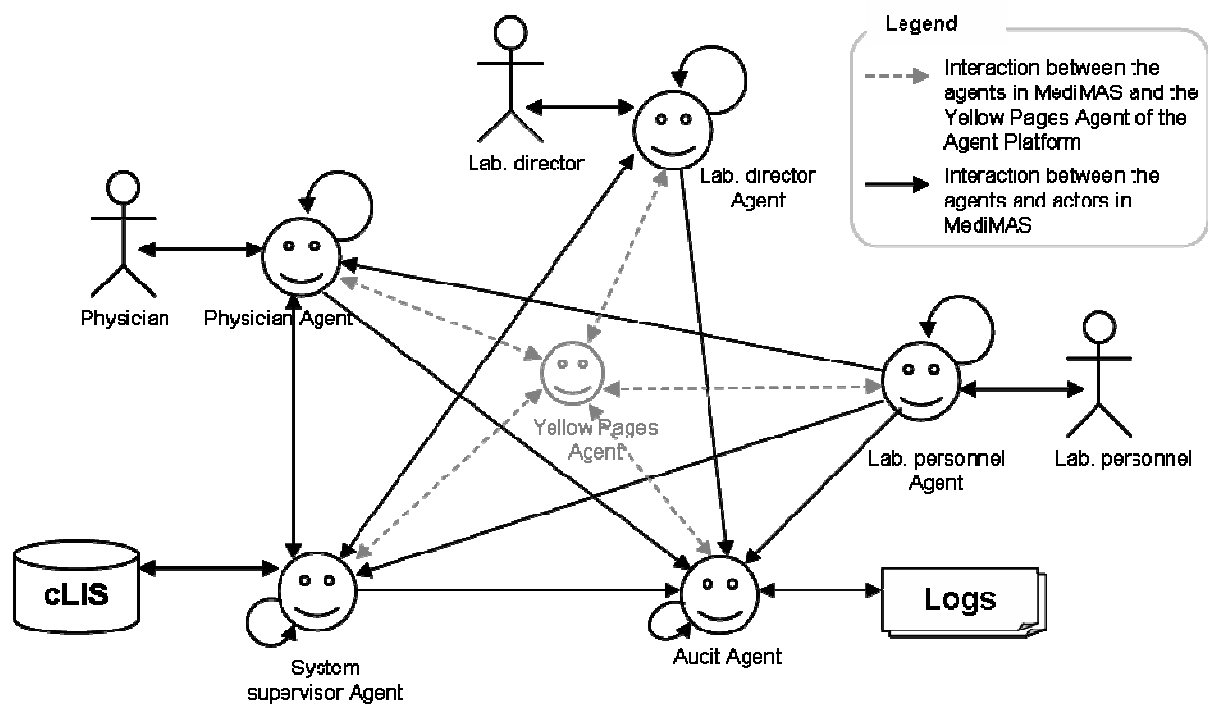 Legend
Interaction between the
agents in MediMAS and the
Yellow Pages Agent of the
Agent Platform
Interaction between the
agents and actors in
MediMAS
Lab. director
Lab. director
Agent
Physician
Physician Agent
Yellow Pages
Agent
Lab. personnel
Agent
Lab. personnel
cLIS
Logs
System
supervisor Agent
Aucit Agent